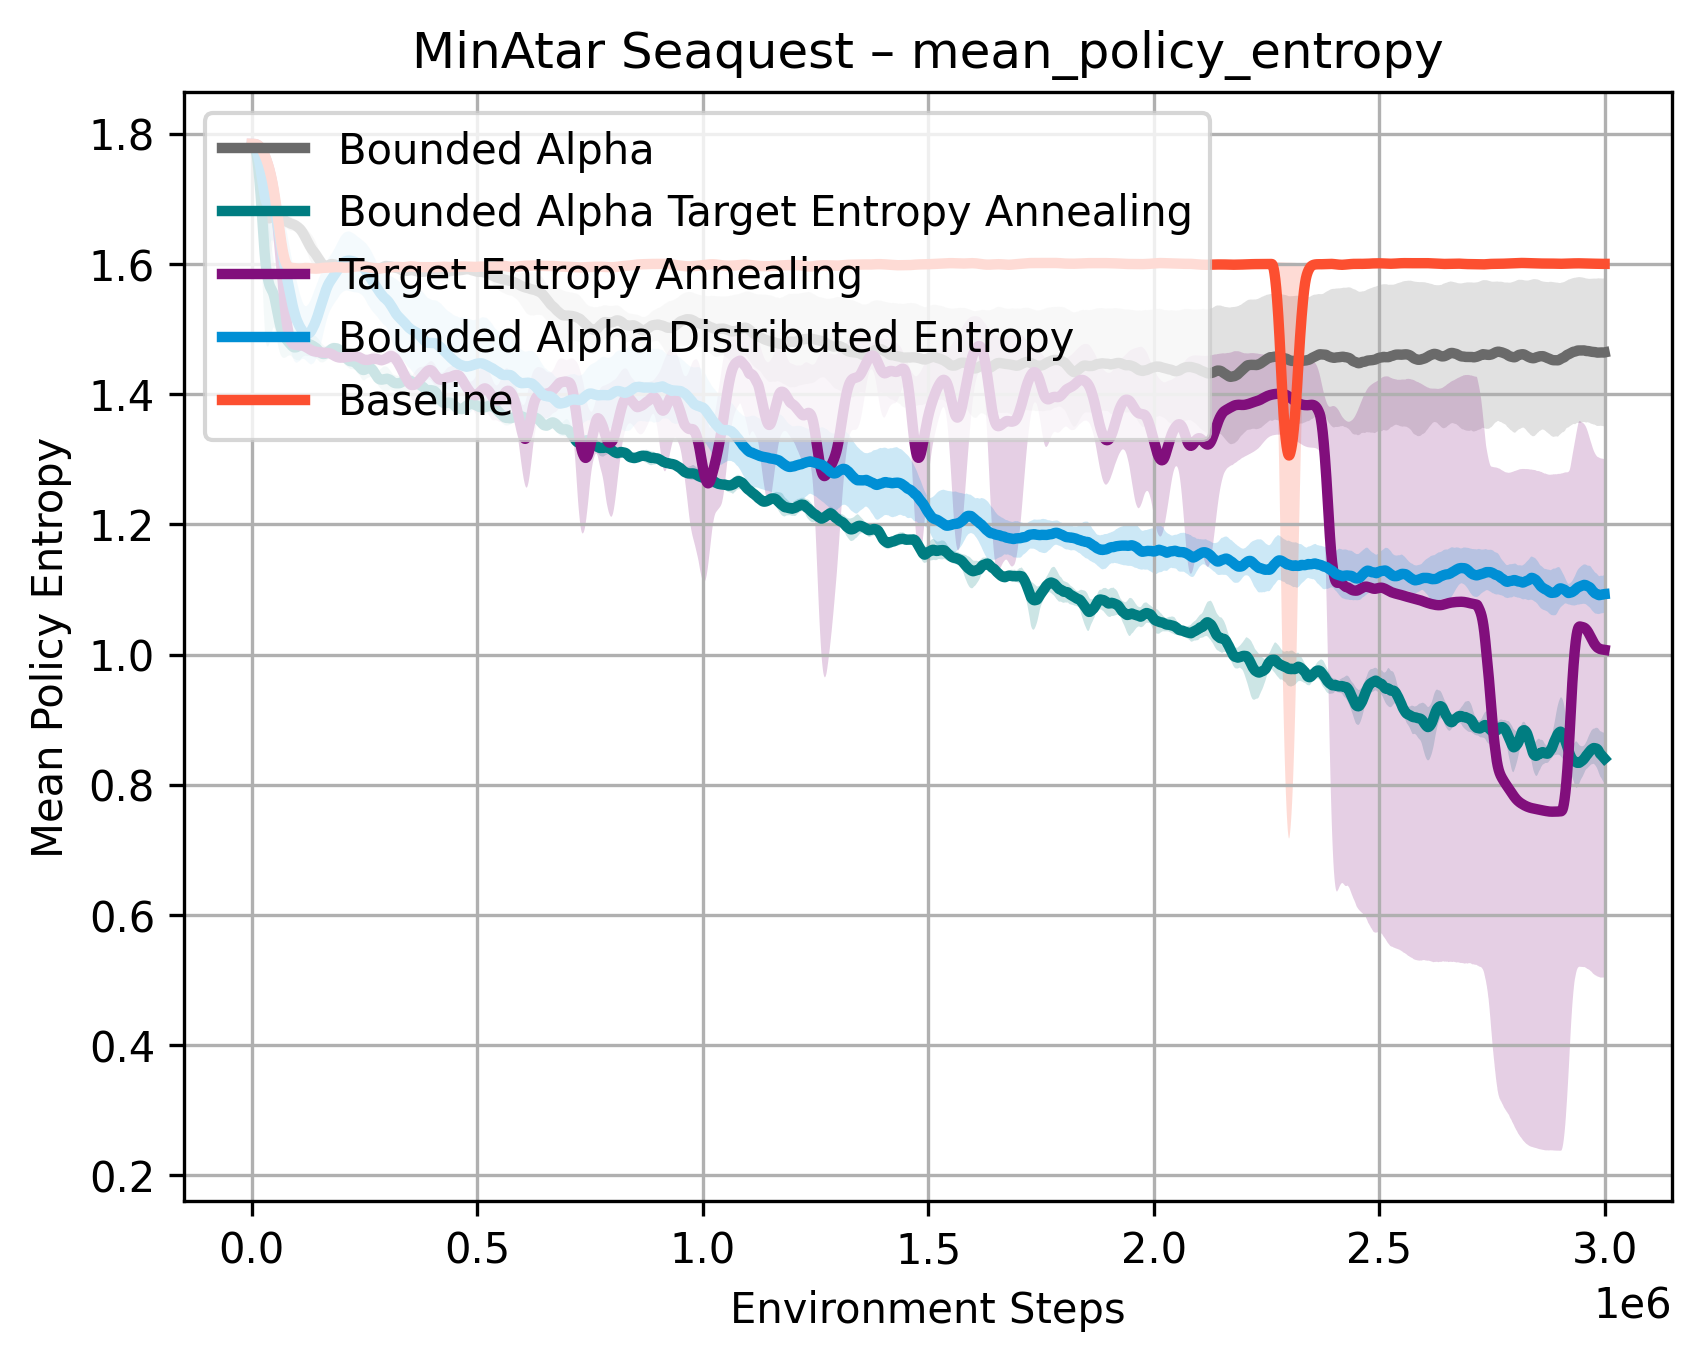 MinAtar Seaquest – mean_policy_entropy
Bounded Alpha
Bounded Alpha Target Entropy Annealing
Target Entropy Annealing
Bounded Alpha Distributed Entropy
Baseline
Mean Policy Entropy
1.8
1.6
1.4
1.2
1.0
0.8
0.6
0.4
0.2
0.0 0.5 1.0 1.5 2.0 2.5 3.0
1e6
Environment Steps